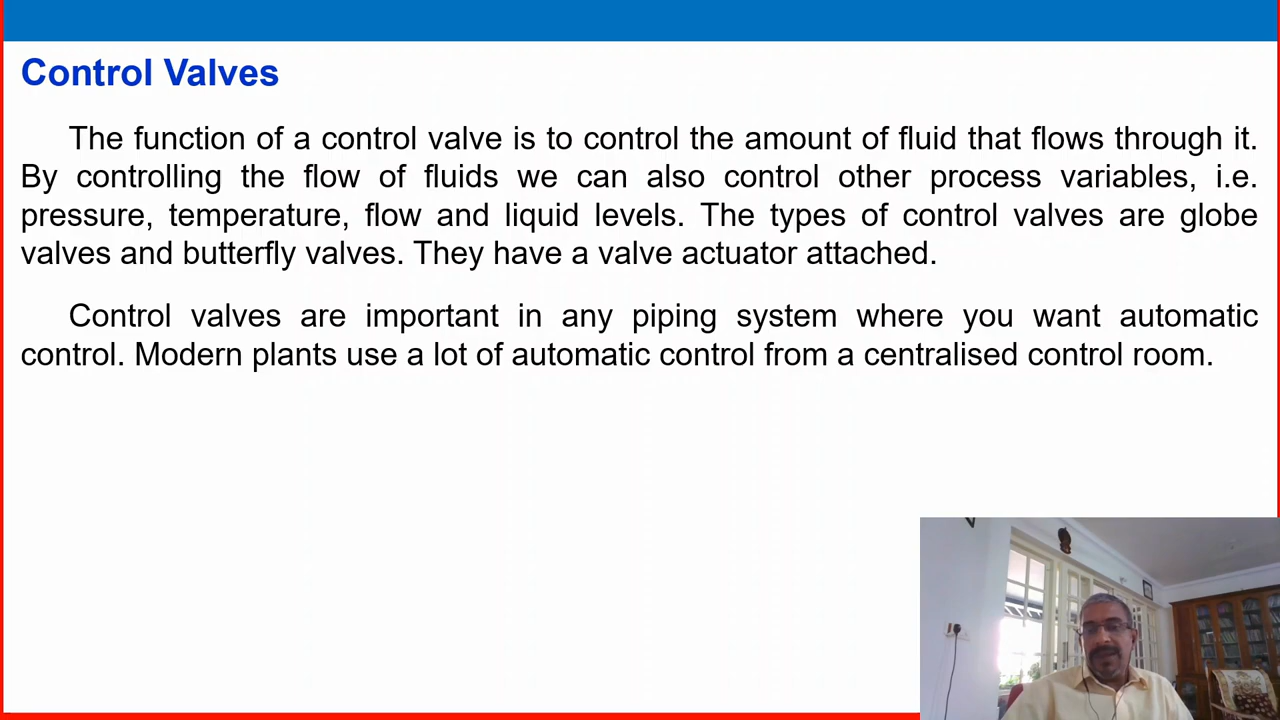 Control Valves
The function of a control valve is to control the amount of fluid that flows through it.
By controlling the flow of fluids we can also control other process variables, i.e.
pressure, temperature, flow and liquid levels. The types of control valves are globe
valves and butterfly valves. They have a valve actuator attached.
Control valves are important in any piping system where you want automatic
control. Modern plants use a lot of automatic control from a centralised control room.